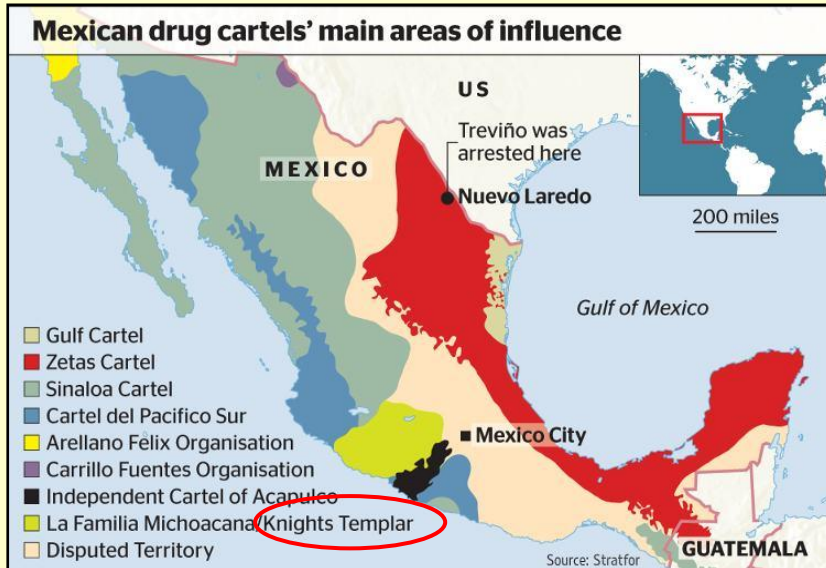 Mexican drug cartels' main areas of influence
US
Treviño was
arrested here
MEXICO
Nuevo Laredo
200 miles
Gulf of Mexico
Gulf Cartel
Zetas Cartel
Sinaloa Cartel
Cartel del Pacifico Sur
Arellano Félix Organisation
Mexico City
Carrillo Fuentes Organisation
Independent Cartel of Acapulco
La Familia Michoacana/Knights Templar
Disputed Territory
GUATEMALA
Source: Stratfor